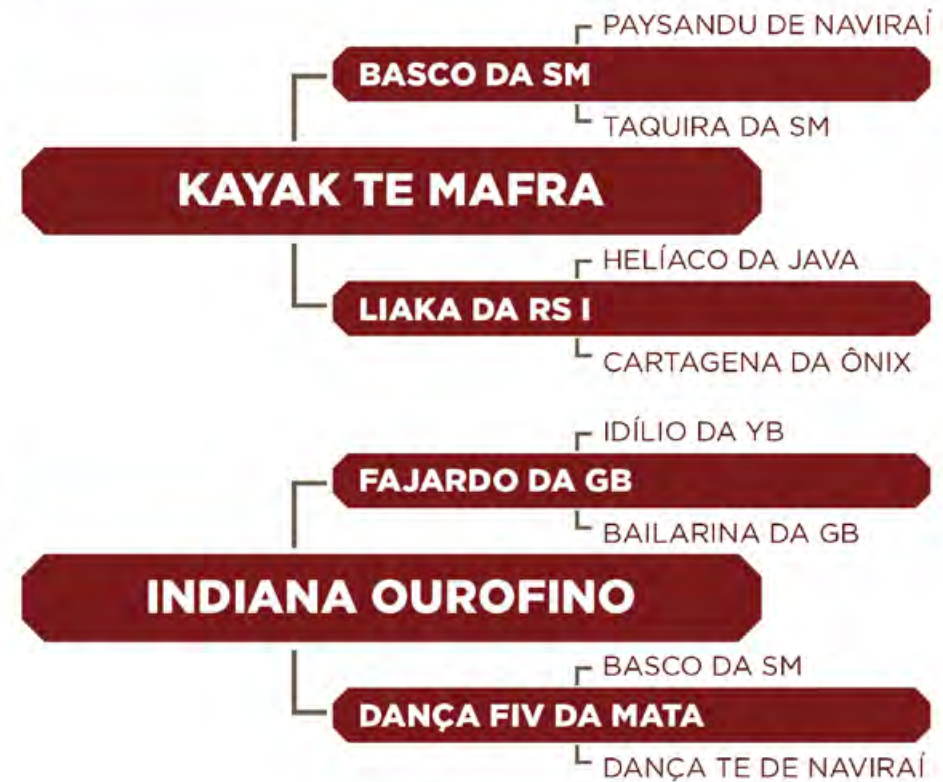 PAYSANDU DE NAVIRAÍ
BASCO DA SM
TAQUIRA DA SM
KAYAK TE MAFRA
HELÍACO DA JAVA
LIAKA DA RS I
CARTAGENA DA ÔNIX
IDÍLIO DA YB
FAJARDO DA GB
BAILARINA DA GB
INDIANA OUROFINO
BASCO DA SM
DANÇA FIV DA MATA
DANÇA TE DE NAVIRAÍ